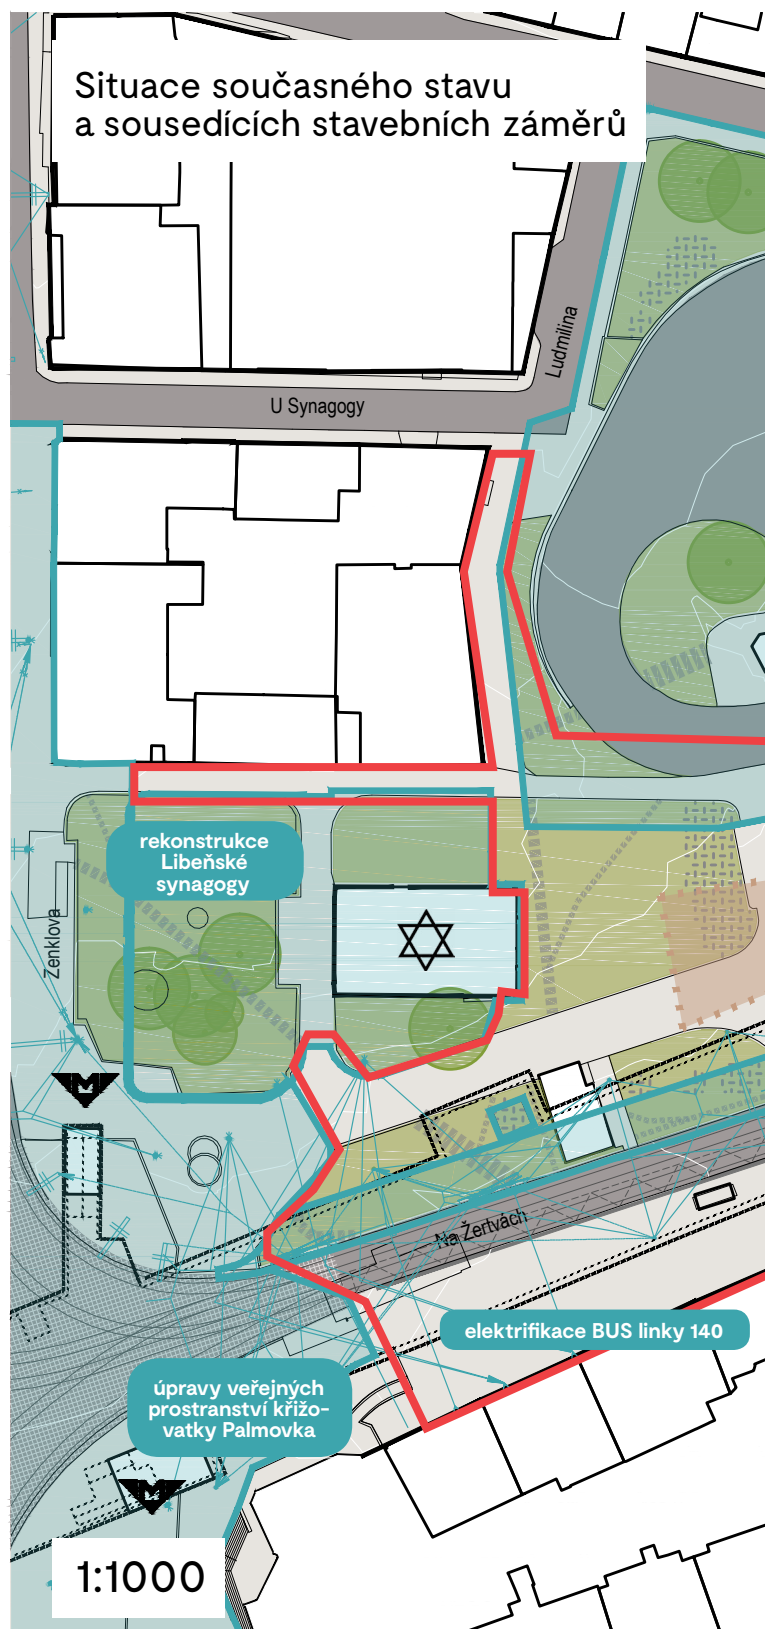 Situace současného stavu
a sousedících stavebních záměrů
Ludmilina
U Synagogy
rekonstrukce
Libeňské
synagogy
Zenklova
M
Na Žertvách
elektrifikace BUS linky 140
úpravy veřejných
prostranství křižo-
vatky Palmovka
M
1:1000